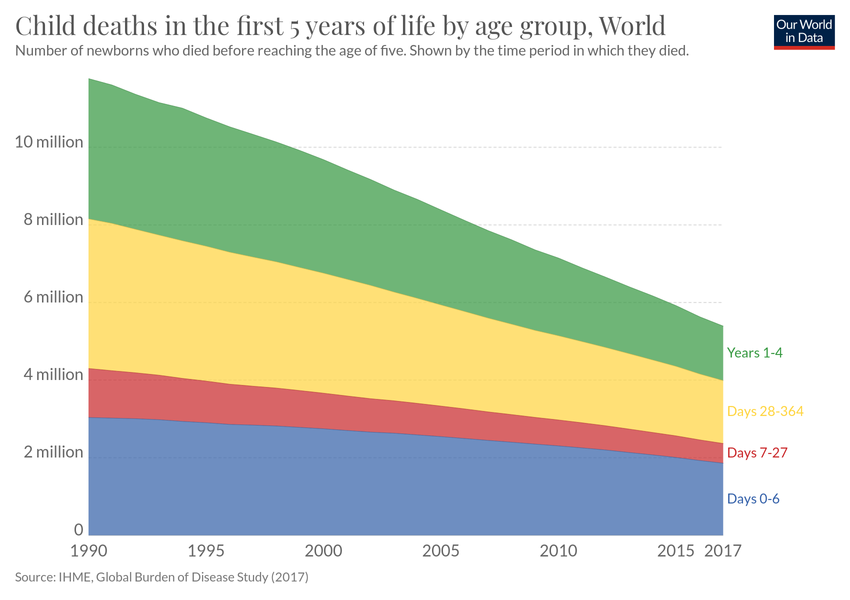 Child deaths in the first 5 years of life by age group, World
Our World
in Data
Number of newborns who died before reaching the age of five. Shown by the time period in which they died.
10 million
8 million
6 million
Years 1-4
4 million
Days 28-364
2 million
Days 7-27
Days 0-6
0
1990 1995 2000 2005 2010 2015 2017
Source: IHME, Global Burden of Disease Study (2017)